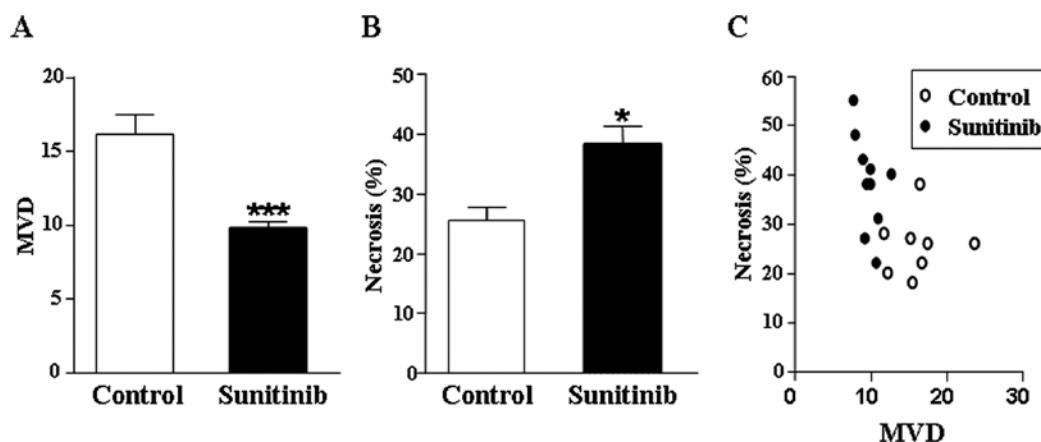 A
MVD
20
15
10
5
0
***
Control Sunitinib
B
Necrosis (%)
50
40
30
20
10
0
*
Control Sunitinib
C
Necrosis (%)
60
50
40
30
20
10
0
Control
Sunitinib
0 10 20 30
MVD